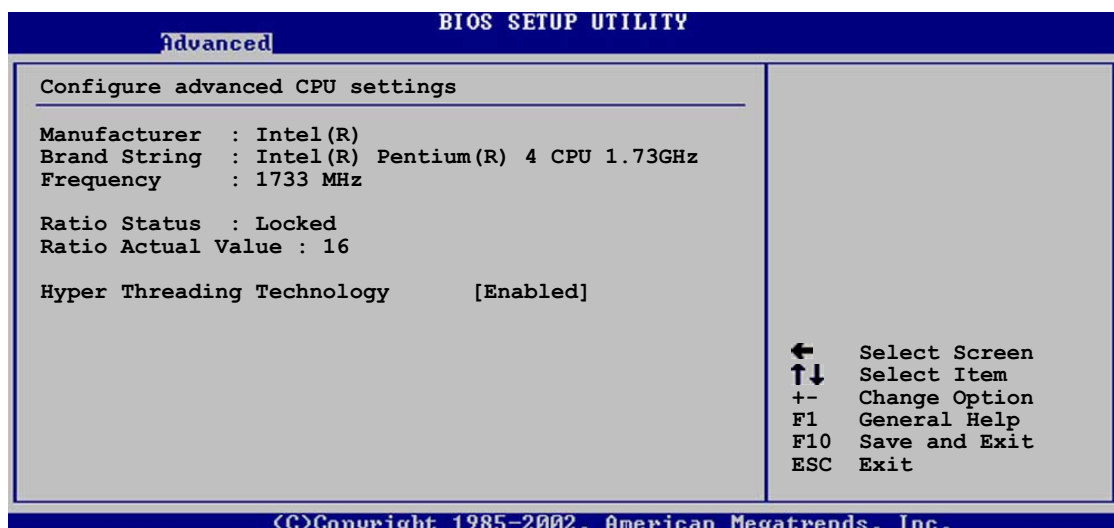 BIOS SETUP UTILITY
Advanced
Configure advanced CPU settings
Manufacturer : Intel(R)
Brand String : Intel(R) Pentium(R) 4 CPU 1.73GHz
Frequency : 1733 MHz
Ratio Status : Locked
Ratio Actual Value : 16
Hyper Threading Technology [Enabled]
← Select Screen
↑↓ Select Item
+- Change Option
F1 General Help
F10 Save and Exit
ESC Exit
(C)Copyright 1985-2002, American Megatrends, Inc.